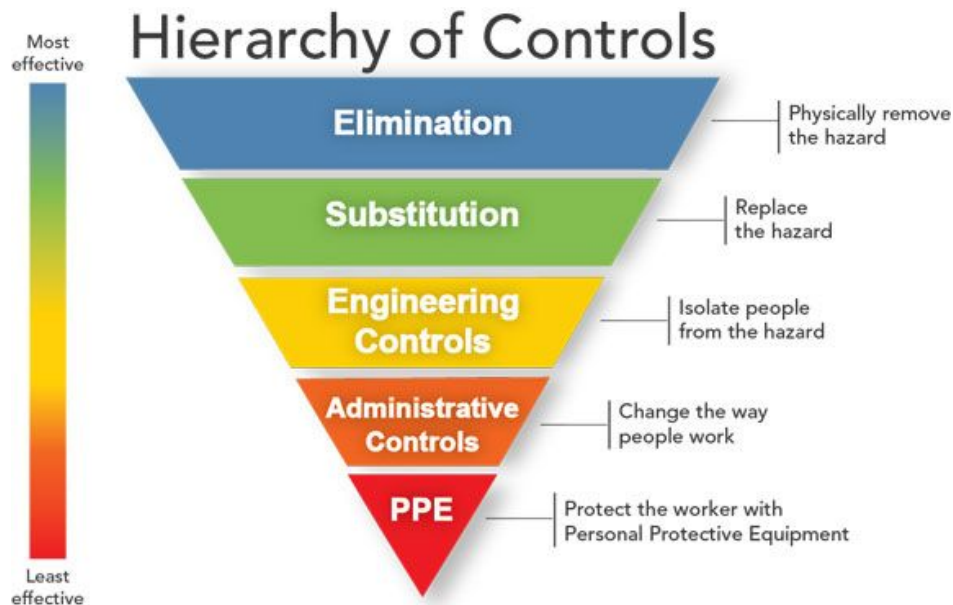 Hierarchy of Controls
Most
effective
Elimination
Physically remove
the hazard
Substitution
Replace
the hazard
Engineering
Controls
Isolate people
from the hazard
Administrative
Controls
Change the way
people work
PPE
Protect the worker with
Personal Protective Equipment
Least
effective